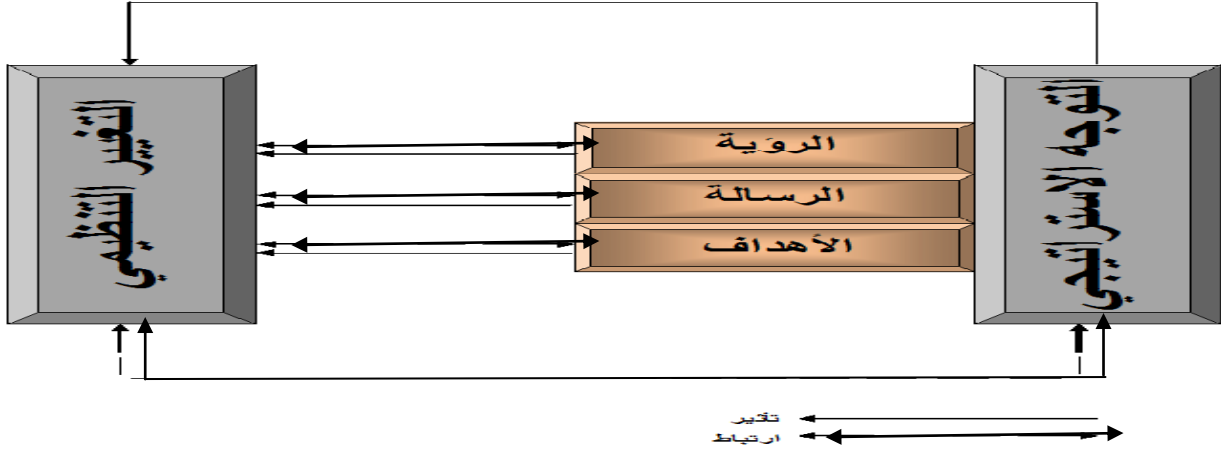 التوجه الاستراتيجي
الرؤية
الرسالة
الأهداف
التغيير التنظيمي
تأثير
ارتباط